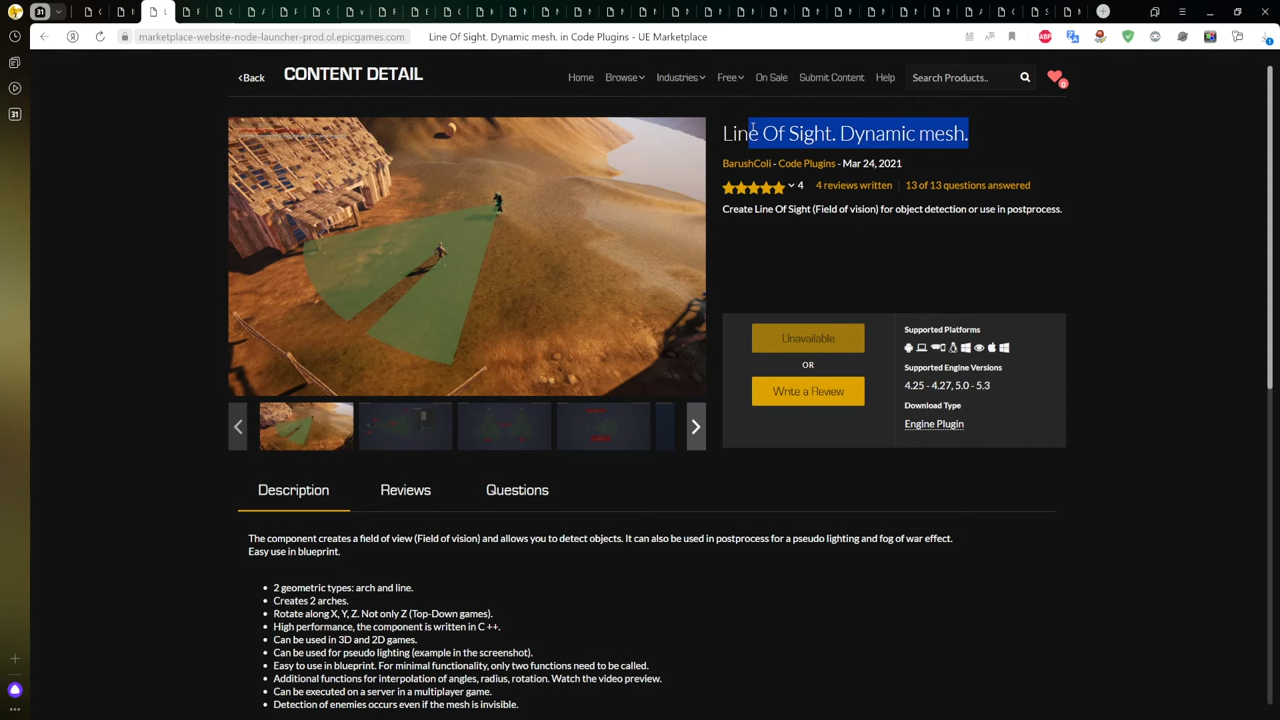 31
marketplace-website-node-launcher-prod.ol.epicgames.com
Line Of Sight. Dynamic mesh. in Code Plugins - UE Marketplace
ABP
31
Back
CONTENT DETAIL
Home
Browse
Industries
Free
On Sale
Submit Content
Help
Search Products..
0
Line Of Sight. Dynamic mesh.
BarushColi - Code Plugins - Mar 24, 2021
4
4 reviews written
13 of 13 questions answered
Create Line Of Sight (Field of vision) for object detection or use in postprocess.
Unavailable
OR
Write a Review
Supported Platforms
Supported Engine Versions
4.25 - 4.27, 5.0 - 5.3
Download Type
Engine Plugin
Description
Reviews
Questions
The component creates a field of view (Field of vision) and allows you to detect objects. It can also be used in postprocess for a pseudo lighting and fog of war effect.
Easy use in blueprint.
• 2 geometric types: arch and line.
• Creates 2 arches.
• Rotate along X, Y, Z. Not only Z (Top-Down games).
• High performance, the component is written in C ++.
• Can be used in 3D and 2D games.
• Can be used for pseudo lighting (example in the screenshot).
• Easy to use in blueprint. For minimal functionality, only two functions need to be called.
• Additional functions for interpolation of angles, radius, rotation. Watch the video preview.
• Can be executed on a server in a multiplayer game.
• Detection of enemies occurs even if the mesh is invisible.